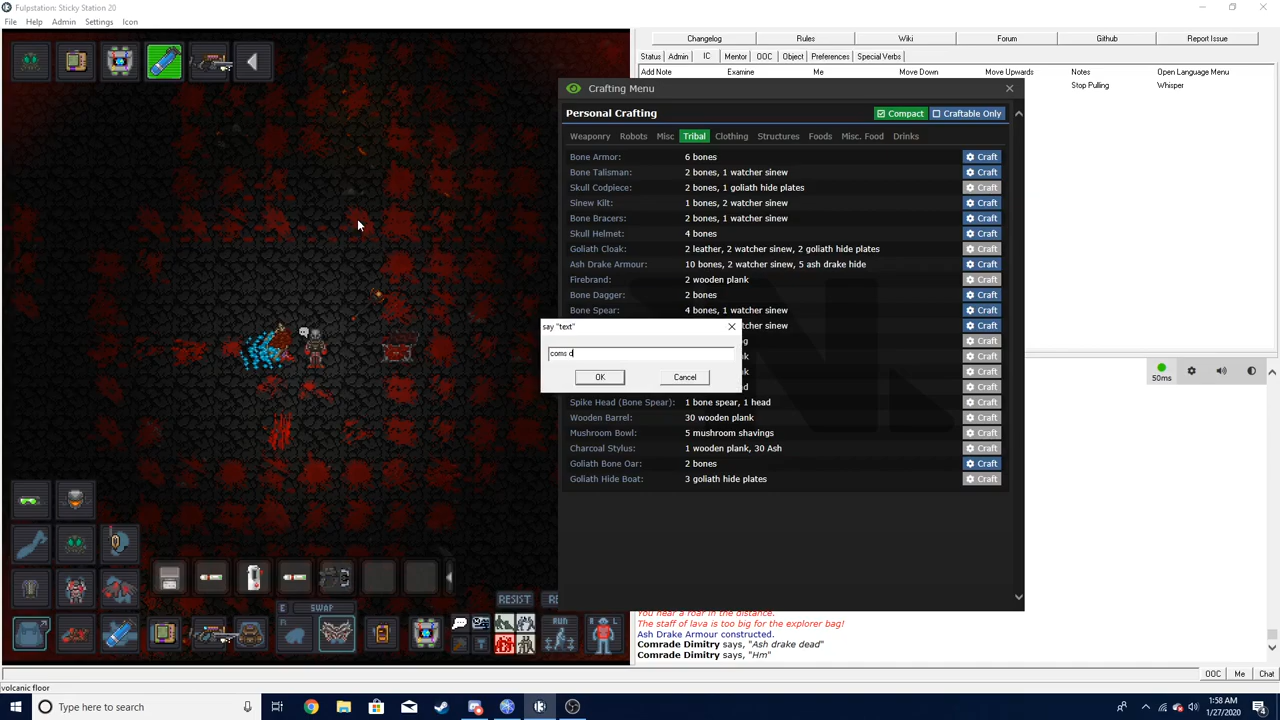 Fulpstation: Sticky Station 20
File Help Admin Settings Icon
Changelog Rules Wiki Forum Github Report Issue
Status Admin IC Mentor OOC Object Preferences Special Verbs
Add Note Examine Me Move Down Move Upwards Notes Open Language Menu
Stop Pulling Whisper
Crafting Menu
Personal Crafting Compact Craftable Only
Weaponry Robots Misc Tribal Clothing Structures Foods Misc. Food Drinks
Bone Armor: 6 bones Craft
Bone Talisman: 2 bones, 1 watcher sinew Craft
Skull Codpiece: 2 bones, 1 goliath hide plates Craft
Sinew Kilt: 1 bones, 2 watcher sinew Craft
Bone Bracers: 2 bones, 1 watcher sinew Craft
Skull Helmet: 4 bones Craft
Goliath Cloak: 2 leather, 2 watcher sinew, 2 goliath hide plates Craft
Ash Drake Armour: 10 bones, 2 watcher sinew, 5 ash drake hide Craft
Firebrand: 2 wooden plank Craft
Bone Dagger: 2 bones Craft
Bone Spear: 4 bones, 1 watcher sinew Craft
say "text"
tcher sinew Craft
Craft
coms d
Craft
Craft
OK Cancel
Craft
Spike Head (Bone Spear): 1 bone spear, 1 head Craft
Wooden Barrel: 30 wooden plank Craft
Mushroom Bowl: 5 mushroom shavings Craft
Charcoal Stylus: 1 wooden plank, 30 Ash Craft
Goliath Bone Oar: 2 bones Craft
Goliath Hide Boat: 3 goliath hide plates Craft
50ms
RESIST
E SWAP
RUN
R L
You hear a roar in the distance.
The staff of lava is too big for the explorer bag!
Ash Drake Armour constructed.
Comrade Dimitry says, "Ash drake dead"
Comrade Dimitry says, "Hm"
OOC Me Chat
volcanic floor
Type here to search
1:58 AM
1/27/2020